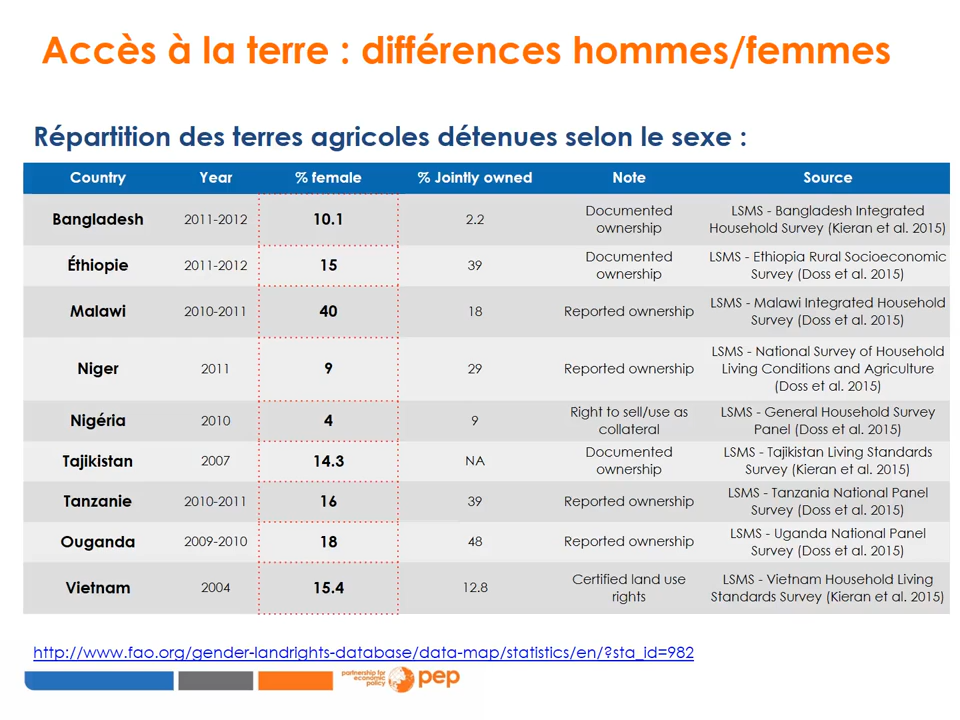 Accès à la terre : différences hommes/femmes
Répartition des terres agricoles détenues selon le sexe :
Country Year % female % Jointly owned Note Source
Bangladesh 2011-2012 10.1 2.2 Documented ownership LSMS - Bangladesh Integrated Household Survey (Kieran et al. 2015)
Éthiopie 2011-2012 15 39 Documented ownership LSMS - Ethiopia Rural Socioeconomic Survey (Doss et al. 2015)
Malawi 2010-2011 40 18 Reported ownership LSMS - Malawi Integrated Household Survey (Doss et al. 2015)
Niger 2011 9 29 Reported ownership LSMS - National Survey of Household Living Conditions and Agriculture (Doss et al. 2015)
Nigéria 2010 4 9 Right to sell/use as collateral LSMS - General Household Survey Panel (Doss et al. 2015)
Tajikistan 2007 14.3 NA Documented ownership LSMS - Tajikistan Living Standards Survey (Kieran et al. 2015)
Tanzanie 2010-2011 16 39 Reported ownership LSMS - Tanzania National Panel Survey (Doss et al. 2015)
Ouganda 2009-2010 18 48 Reported ownership LSMS - Uganda National Panel Survey (Doss et al. 2015)
Vietnam 2004 15.4 12.8 Certified land use rights LSMS - Vietnam Household Living Standards Survey (Kieran et al. 2015)
http://www.fao.org/gender-landrights-database/data-map/statistics/en/?sta_id=982
partnership for
economic
policy
pep